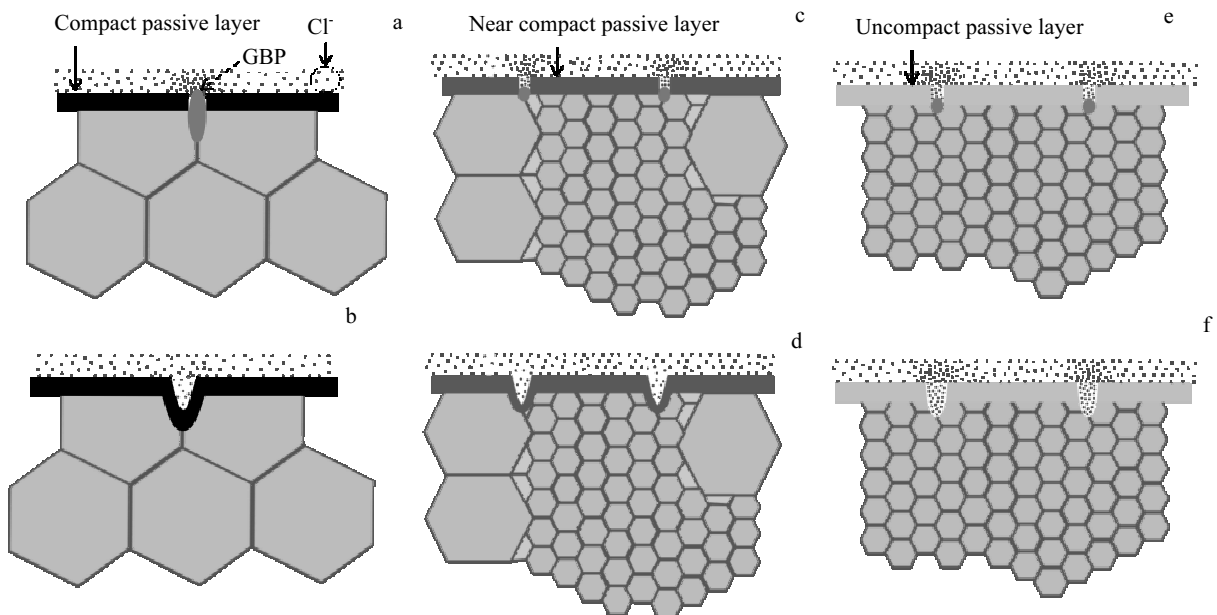 Compact passive layer
a
Cl-
GBP
Near compact passive layer
c
Uncompact passive layer
e
b
d
f